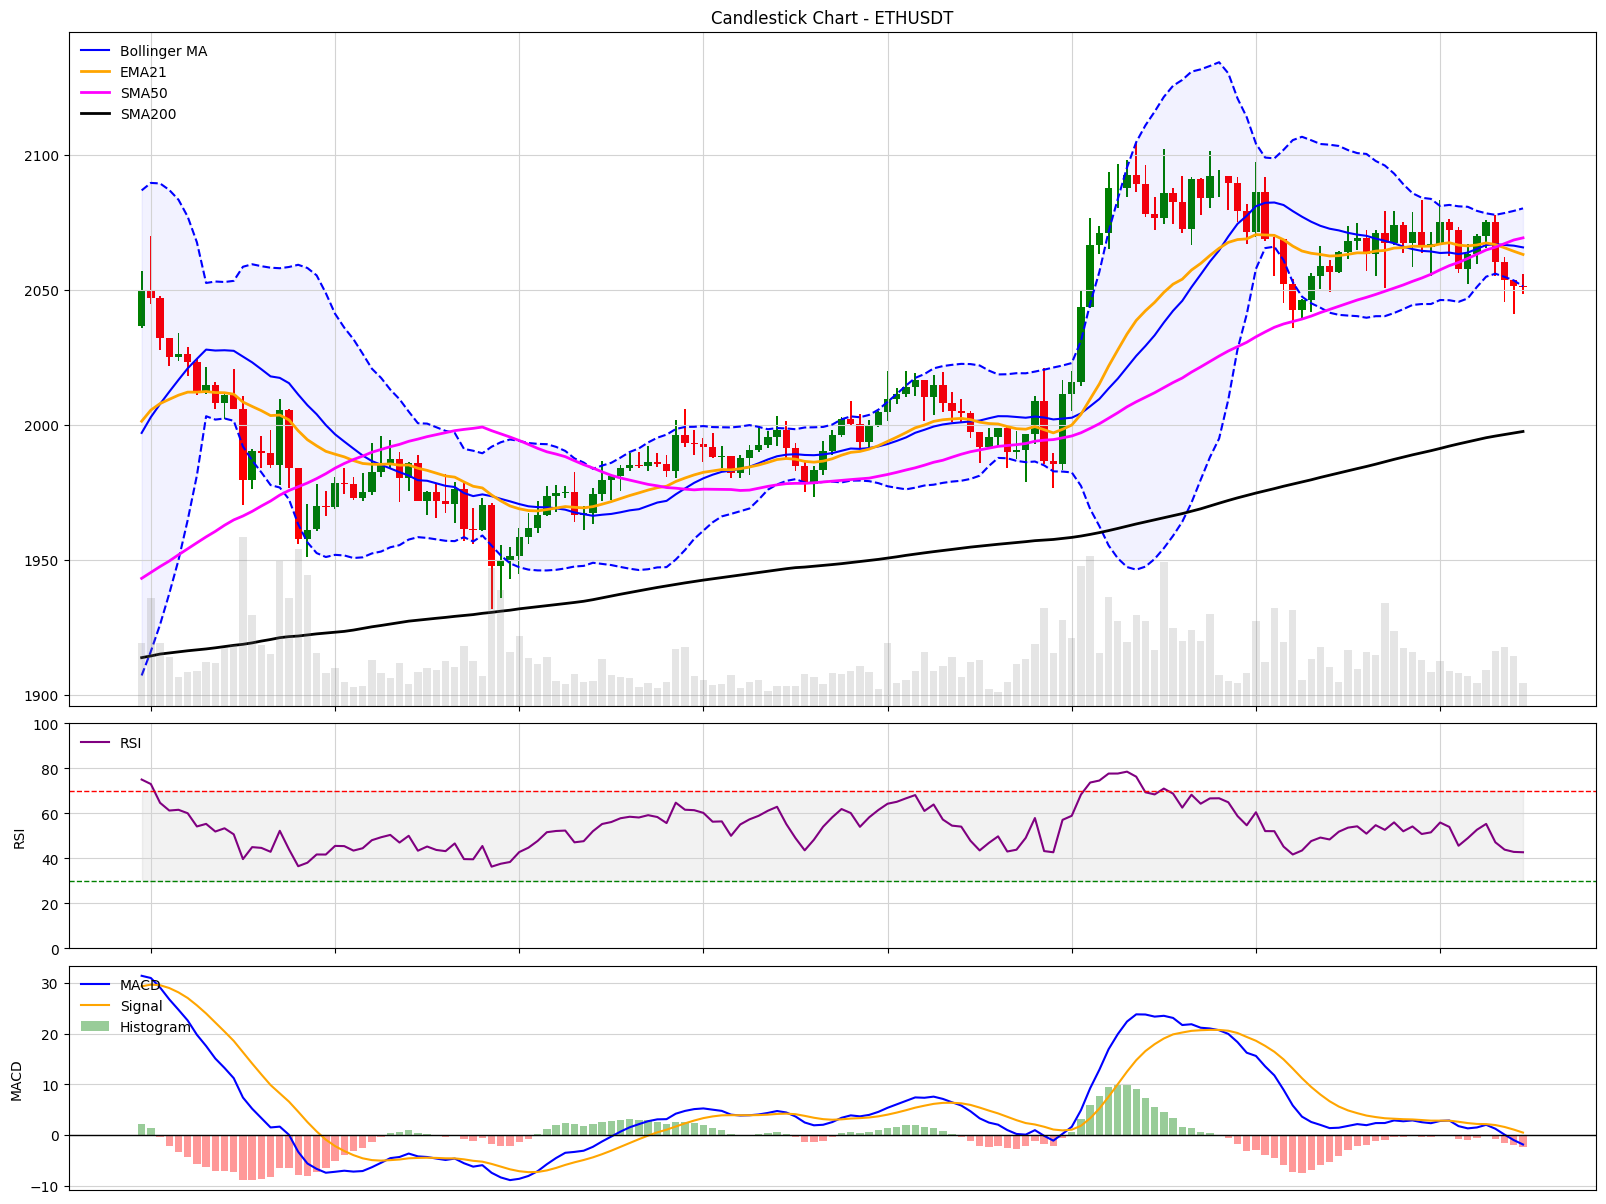 Candlestick Chart - ETHUSDT
Bollinger MA
EMA21
SMA50
SMA200
2100
2050
2000
1950
1900
100
RSI
80
60
RSI
40
20
0
30
MACD
Signal
Histogram
20
10
MACD
0
−10